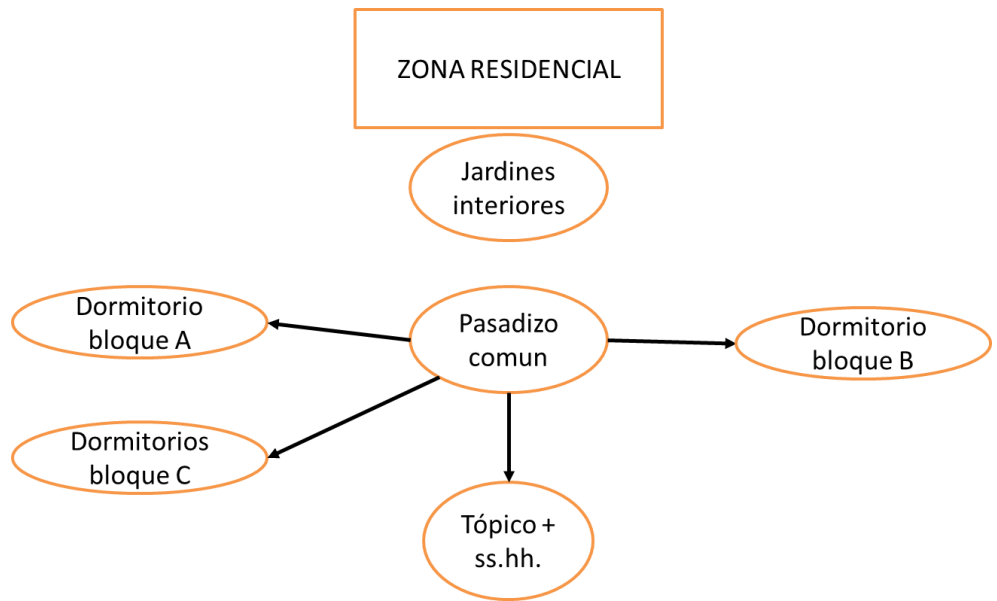 ZONA RESIDENCIAL
Jardines
interiores
Dormitorio
bloque A
Pasadizo
comun
Dormitorio
bloque B
Dormitorios
bloque C
Tópico +
ss.hh.